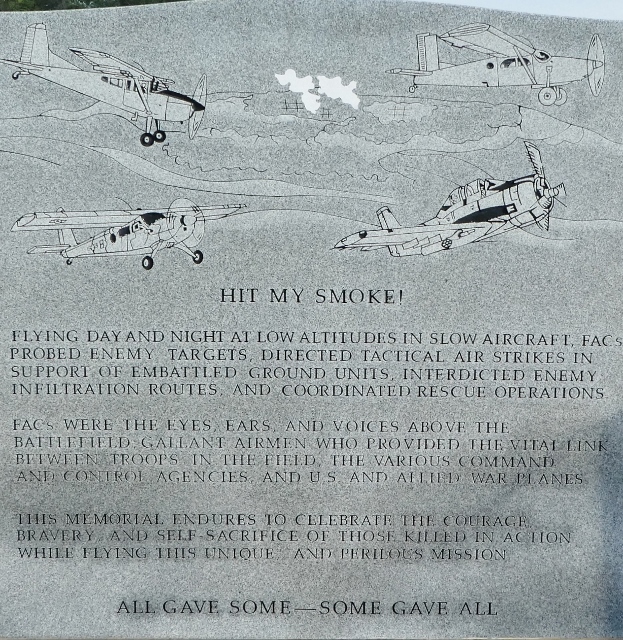 HIT MY SMOKE!
FLYING DAY AND NIGHT AT LOW ALTITUDES IN SLOW AIRCRAFT, FACs
PROBED ENEMY TARGETS, DIRECTED TACTICAL AIR STRIKES IN
SUPPORT OF EMBATTLED GROUND UNITS, INTERDICTED ENEMY
INFILTRATION ROUTES, AND COORDINATED RESCUE OPERATIONS.
FACs WERE THE EYES, EARS, AND VOICES ABOVE THE
BATTLEFIELD, GALLANT AIRMEN WHO PROVIDED THE VITAL LINK
BETWEEN TROOPS IN THE FIELD, THE VARIOUS COMMAND
AND CONTROL AGENCIES, AND U.S. AND ALLIED WAR PLANES.
THIS MEMORIAL ENDURES TO CELEBRATE THE COURAGE,
BRAVERY, AND SELF-SACRIFICE OF THOSE KILLED IN ACTION
WHILE FLYING THIS UNIQUE, AND PERILOUS MISSION.
ALL GAVE SOME—SOME GAVE ALL